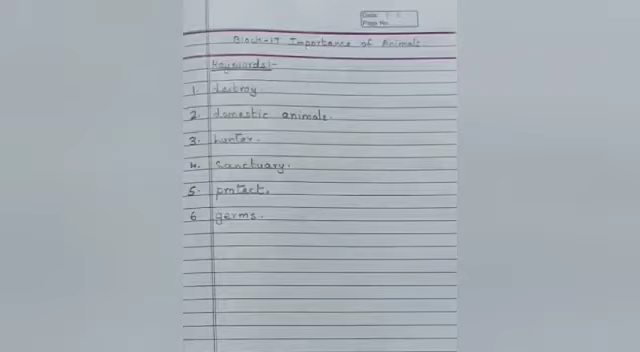 Date:
Page No.
Block-17 Importance of Animals
Keywords:-
1. destroy.
2. domestic animals.
3. hunter.
4. sanctuary.
5. protect.
6 germs.